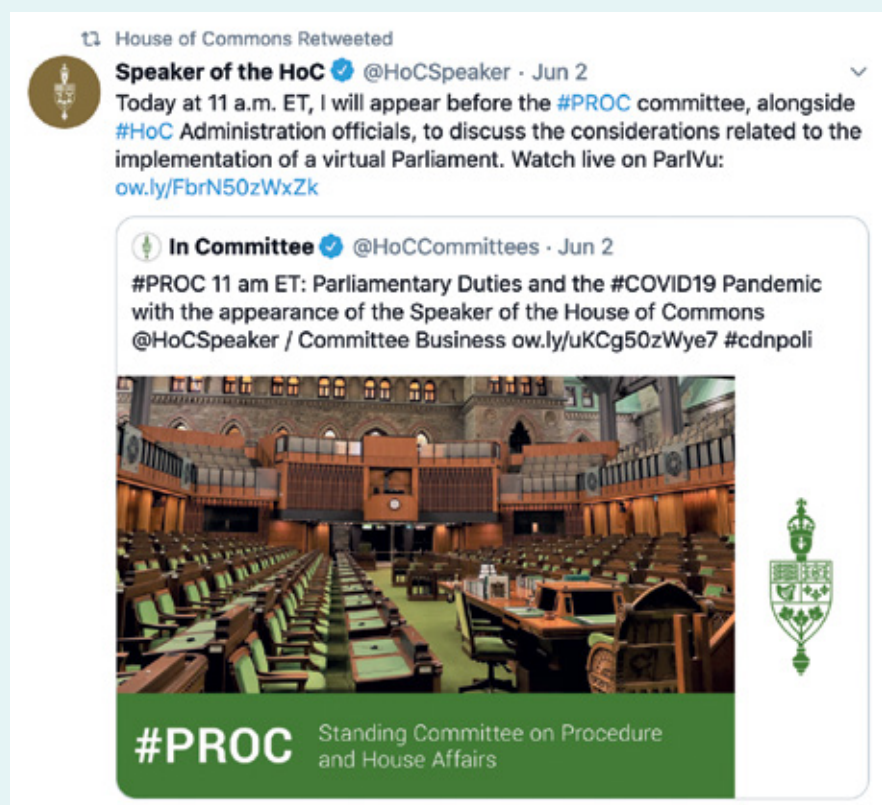 House of Commons Retweeted
Speaker of the HoC @HoCSpeaker · Jun 2
Today at 11 a.m. ET, I will appear before the #PROC committee, alongside
#HoC Administration officials, to discuss the considerations related to the
implementation of a virtual Parliament. Watch live on ParlVu:
ow.ly/FbrN50zWxZk
In Committee @HoCCommittees · Jun 2
#PROC 11 am ET: Parliamentary Duties and the #COVID19 Pandemic
with the appearance of the Speaker of the House of Commons
@HoCSpeaker / Committee Business ow.ly/uKCg50zWye7 #cdnpoli
#PROC
Standing Committee on Procedure
and House Affairs